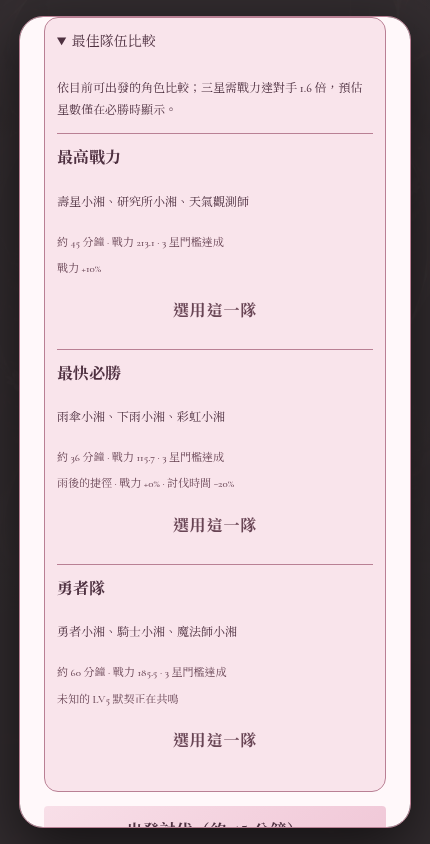 ▼ 最佳隊伍比較
依目前可出發的角色比較；三星需戰力達對手 1.6 倍，預估
星數僅在必勝時顯示。
最高戰力
壽星小湘、研究所小湘、天氣觀測師
約 45 分鐘 · 戰力 213.1 · 3 星門檻達成
戰力 +10%
選用這一隊
最快必勝
雨傘小湘、下雨小湘、彩虹小湘
約 36 分鐘 · 戰力 115.7 · 3 星門檻達成
雨後的捷徑 · 戰力 +0% · 討伐時間 −20%
選用這一隊
勇者隊
勇者小湘、騎士小湘、魔法師小湘
約 60 分鐘 · 戰力 185.5 · 3 星門檻達成
未知的 LV5 默契正在共鳴
選用這一隊